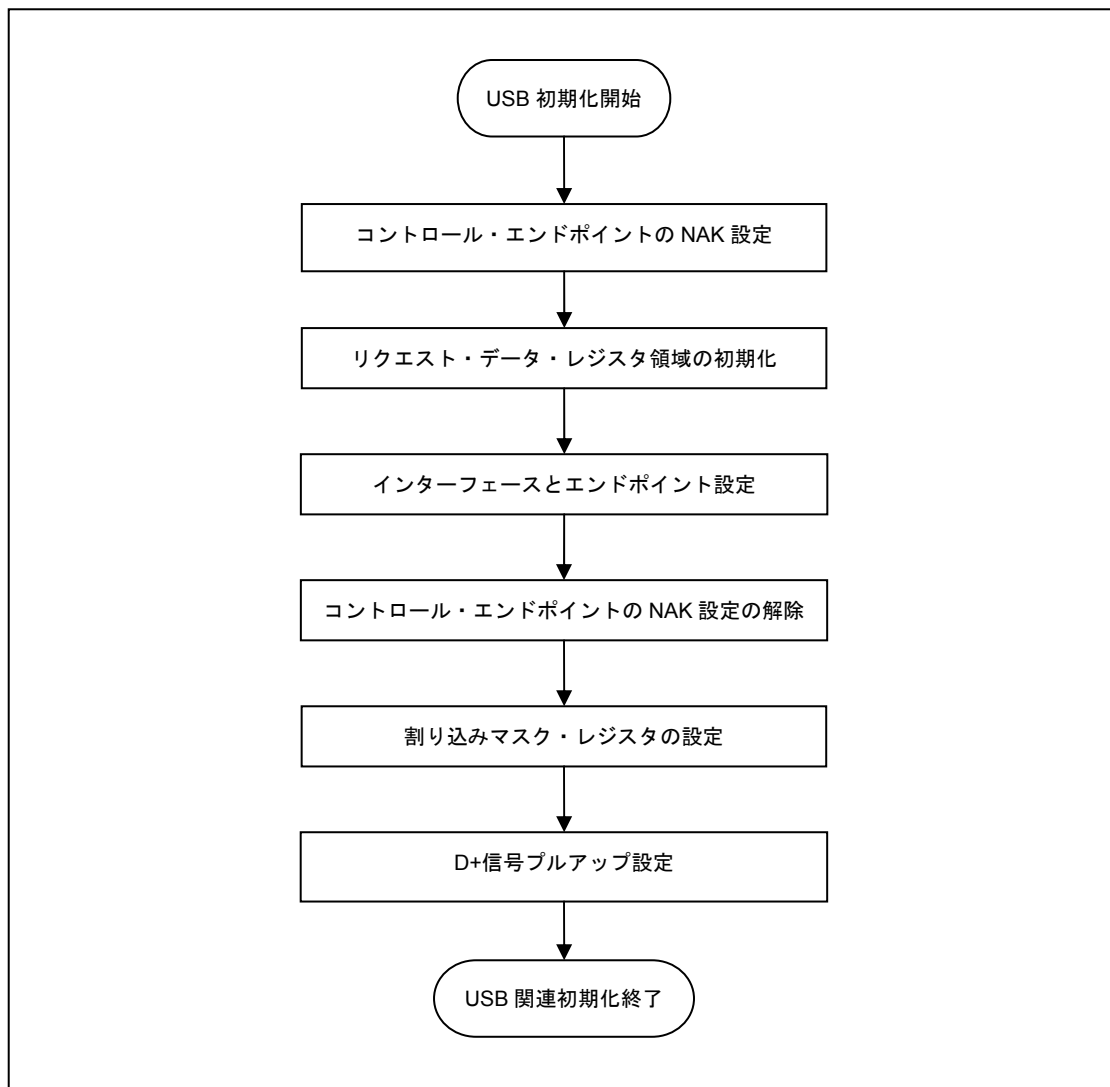 USB 初期化開始
コントロール・エンドポイントの NAK 設定
リクエスト・データ・レジスタ領域の初期化
インターフェースとエンドポイント設定
コントロール・エンドポイントの NAK 設定の解除
割り込みマスク・レジスタの設定
D+信号プルアップ設定
USB 関連初期化終了